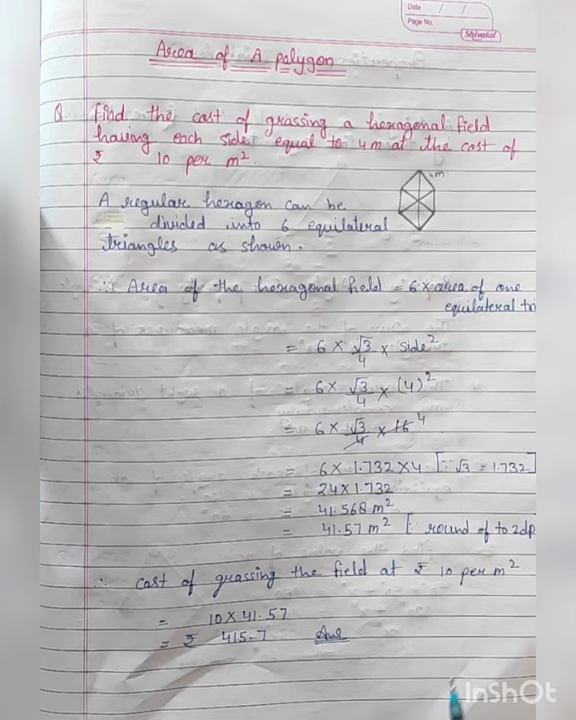 Date / /
Page No.
Shivalal
Area of A polygon
Q. Find the cost of grassing a hexagonal field
having each side equal to 4 m at the cost of
₹ 10 per m².
m
A regular hexagon can be
divided into 6 equilateral
triangles as shown.
∴ Area of the hexagonal field = 6 × area of one
equilateral tri
= 6 × √3/4 × side²
= 6 × √3/4 × (4)²
= 6 × √3/4 × 16 4
= 6 × 1.732 × 4 [∵ √3 = 1.732]
= 24 × 1.732
= 41.568 m²
= 41.57 m² [∵ round of to 2dp
∴ cost of grassing the field at ₹ 10 per m²
= 10 × 41.57
= ₹ 415.7 Ans
InShOt